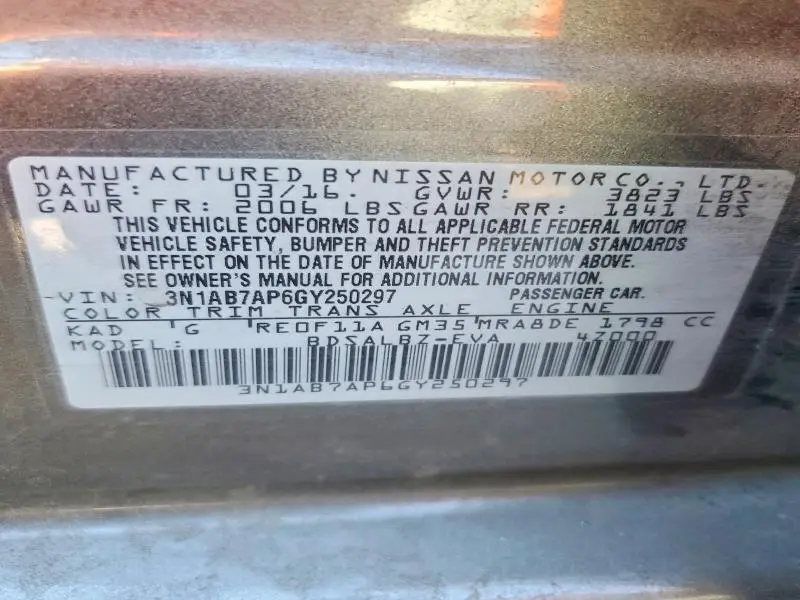 MANUFACTURED BY NISSAN MOTOR CO., LTD.
DATE: 03/16. GVWR: 3823 LBS
GAWR FR: 2006 LBS GAWR RR: 1841 LBS
THIS VEHICLE CONFORMS TO ALL APPLICABLE FEDERAL MOTOR
VEHICLE SAFETY, BUMPER AND THEFT PREVENTION STANDARDS
IN EFFECT ON THE DATE OF MANUFACTURE SHOWN ABOVE.
SEE OWNER'S MANUAL FOR ADDITIONAL INFORMATION.
VIN: 3N1AB7AP6GY250297 PASSENGER CAR.
COLOR TRIM TRANS AXLE ENGINE
KAD 'G 'RE0F11A GM35'MRA8DE 1798 CC
MODEL: BDSALBZ-EVA 4Z000
3N1AB7AP6GY250297